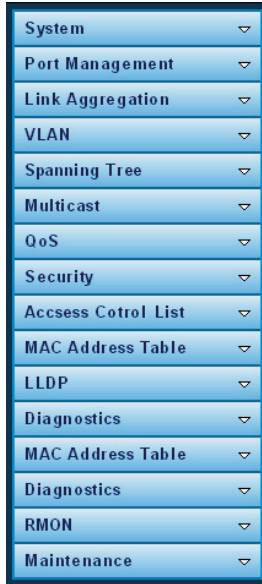 System
Port Management
Link Aggregation
VLAN
Spanning Tree
Multicast
QoS
Security
Accsess Cotrol List
MAC Address Table
LLDP
Diagnostics
MAC Address Table
Diagnostics
RMON
Maintenance